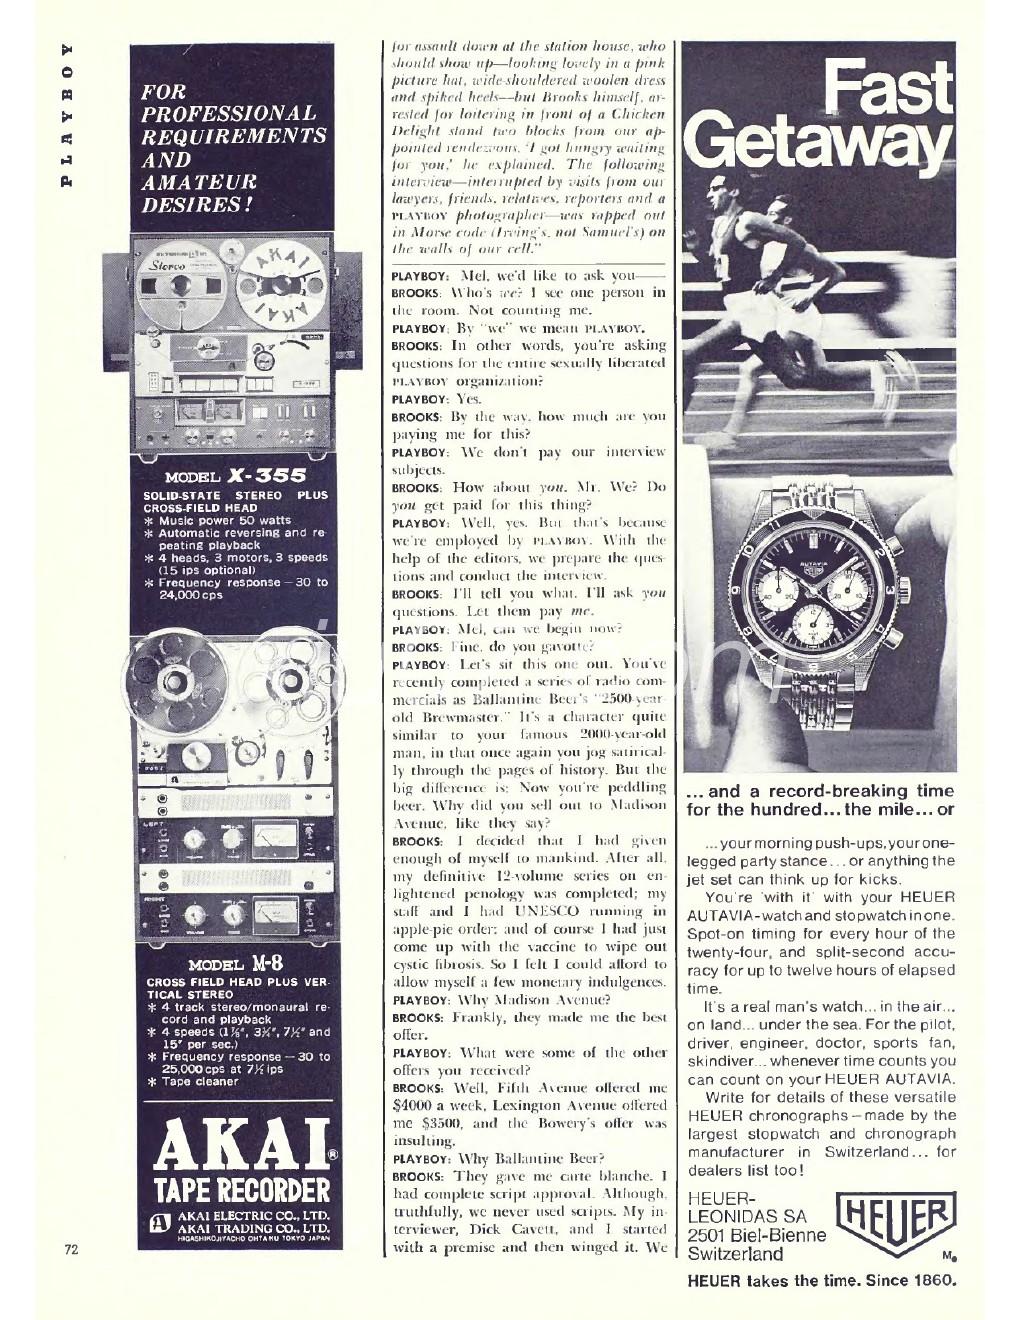 PLAYBOY
FOR
PROFESSIONAL
REQUIREMENTS
AND
AMATEUR
DESIRES!
Stereo
AKAI
AKAI
MODEL X-355
SOLID-STATE STEREO PLUS
CROSS-FIELD HEAD
* Music power 50 watts
* Automatic reversing and re
peating playback
* 4 heads, 3 motors, 3 speeds
(15 ips optional)
* Frequency response – 30 to
24,000 cps
LEFT
RIGHT
MODEL M-8
CROSS FIELD HEAD PLUS VER-
TICAL STEREO
* 4 track stereo/monaural re-
cord and playback
* 4 speeds (1⅞", 3¾", 7½" and
15" per sec.)
* Frequency response – 30 to
25,000 cps at 7½ ips
* Tape cleaner
AKAI®
TAPE RECORDER
AKAI ELECTRIC CO., LTD.
AKAI TRADING CO., LTD.
HIGASHIKOJIYACHO OHTA KU TOKYO JAPAN
72
for assault down at the station house, who
should show up—looking lovely in a pink
picture hat, wide-shouldered woolen dress
and spiked heels—but Brooks himself, ar-
rested for loitering in front of a Chicken
Delight stand two blocks from our ap-
pointed rendezvous. 'I got hungry waiting
for you,' he explained. The following
interview—interrupted by visits from our
lawyers, friends, relatives, reporters and a
PLAYBOY photographer—was rapped out
in Morse code (Irving's, not Samuel's) on
the walls of our cell."
PLAYBOY: Mel, we'd like to ask you——
BROOKS: Who's we? I see one person in
the room. Not counting me.
PLAYBOY: By "we" we mean PLAYBOY.
BROOKS: In other words, you're asking
questions for the entire sexually liberated
PLAYBOY organization?
PLAYBOY: Yes.
BROOKS: By the way, how much are you
paying me for this?
PLAYBOY: We don't pay our interview
subjects.
BROOKS: How about you, Mr. We? Do
you get paid for this thing?
PLAYBOY: Well, yes. But that's because
we're employed by PLAYBOY. With the
help of the editors, we prepare the ques-
tions and conduct the interview.
BROOKS: I'll tell you what. I'll ask you
questions. Let them pay me.
PLAYBOY: Mel, can we begin now?
BROOKS: Fine, do you gavotte?
PLAYBOY: Let's sit this one out. You've
recently completed a series of radio com-
mercials as Ballantine Beer's "2500-year-
old Brewmaster." It's a character quite
similar to your famous 2000-year-old
man, in that once again you jog satirical-
ly through the pages of history. But the
big difference is: Now you're peddling
beer. Why did you sell out to Madison
Avenue, like they say?
BROOKS: I decided that I had given
enough of myself to mankind. After all,
my definitive 12-volume series on en-
lightened penology was completed; my
staff and I had UNESCO running in
apple-pie order; and of course I had just
come up with the vaccine to wipe out
cystic fibrosis. So I felt I could afford to
allow myself a few monetary indulgences.
PLAYBOY: Why Madison Avenue?
BROOKS: Frankly, they made me the best
offer.
PLAYBOY: What were some of the other
offers you received?
BROOKS: Well, Fifth Avenue offered me
$4000 a week, Lexington Avenue offered
me $3500, and the Bowery's offer was
insulting.
PLAYBOY: Why Ballantine Beer?
BROOKS: They gave me carte blanche. I
had complete script approval. Although,
truthfully, we never used scripts. My in-
terviewer, Dick Cavett, and I started
with a premise and then winged it. We
Fast
Getaway
AUTAVIA
HEUER
... and a record-breaking time
for the hundred... the mile... or
... your morning push-ups, your one-
legged party stance... or anything the
jet set can think up for kicks.
You're 'with it' with your HEUER
AUTAVIA-watch and stopwatch in one.
Spot-on timing for every hour of the
twenty-four, and split-second accu-
racy for up to twelve hours of elapsed
time.
It's a real man's watch... in the air...
on land... under the sea. For the pilot,
driver, engineer, doctor, sports fan,
skindiver... whenever time counts you
can count on your HEUER AUTAVIA.
Write for details of these versatile
HEUER chronographs – made by the
largest stopwatch and chronograph
manufacturer in Switzerland... for
dealers list too!
HEUER-
LEONIDAS SA
2501 Biel-Bienne
Switzerland
HEUER
HEUER takes the time. Since 1860.